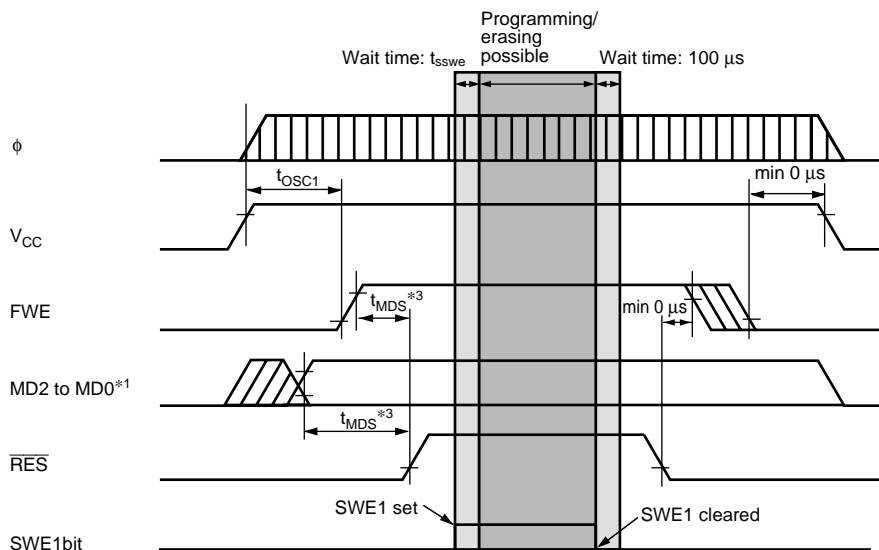 Programming/
erasing
possible
Wait time: tsswe
Wait time: 100 μs
ϕ
tOSC1
min 0 μs
VCC
FWE
tMDS*3
min 0 μs
MD2 to MD0*1
tMDS*3
RES
SWE1 set
SWE1 cleared
SWE1bit